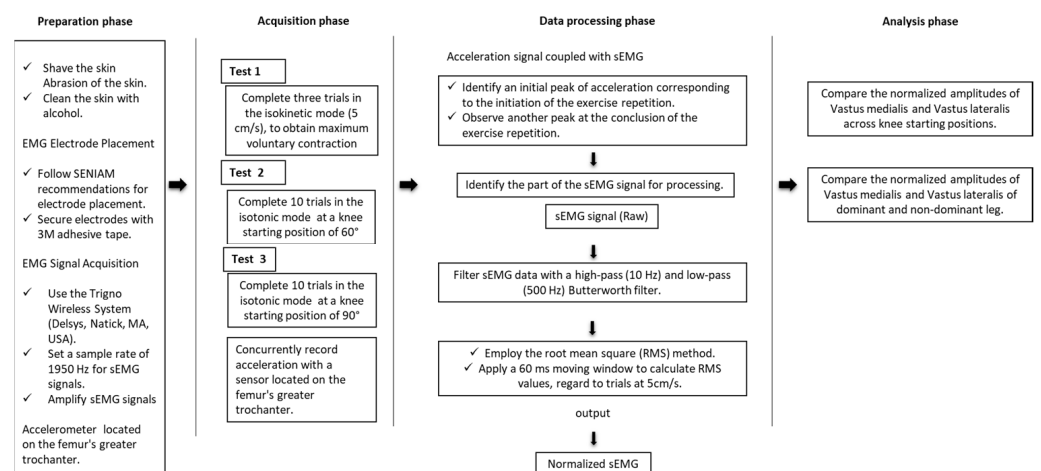 Preparation phase
✓ Shave the skin
Abrasion of the skin.
✓ Clean the skin with
alcohol.
EMG Electrode Placement
✓ Follow SENIAM
recommendations for
electrode placement.
✓ Secure electrodes with
3M adhesive tape.
EMG Signal Acquisition
✓ Use the Trigno
Wireless System
(Delsys, Natick, MA,
USA).
✓ Set a sample rate of
1950 Hz for sEMG
signals.
✓ Amplify sEMG signals
Accelerometer located
on the femur's greater
trochanter.
Acquisition phase
Test 1
Complete three trials in
the isokinetic mode (5
cm/s), to obtain maximum
voluntary contraction
Test 2
Complete 10 trials in the
isotonic mode at a knee
starting position of 60°
Test 3
Complete 10 trials in the
isotonic mode at a knee
starting position of 90°
Concurrently record
acceleration with a
sensor located on the
femur's greater
trochanter.
Data processing phase
Acceleration signal coupled with sEMG
✓ Identify an initial peak of acceleration corresponding
to the initiation of the exercise repetition.
✓ Observe another peak at the conclusion of the
exercise repetition.
Identify the part of the sEMG signal for processing.
sEMG signal (Raw)
Filter sEMG data with a high-pass (10 Hz) and low-pass
(500 Hz) Butterworth filter.
✓ Employ the root mean square (RMS) method.
✓ Apply a 60 ms moving window to calculate RMS
values, regard to trials at 5cm/s.
output
Normalized sEMG
Analysis phase
Compare the normalized amplitudes of
Vastus medialis and Vastus lateralis
across knee starting positions.
Compare the normalized amplitudes of
Vastus medialis and Vastus lateralis of
dominant and non-dominant leg.